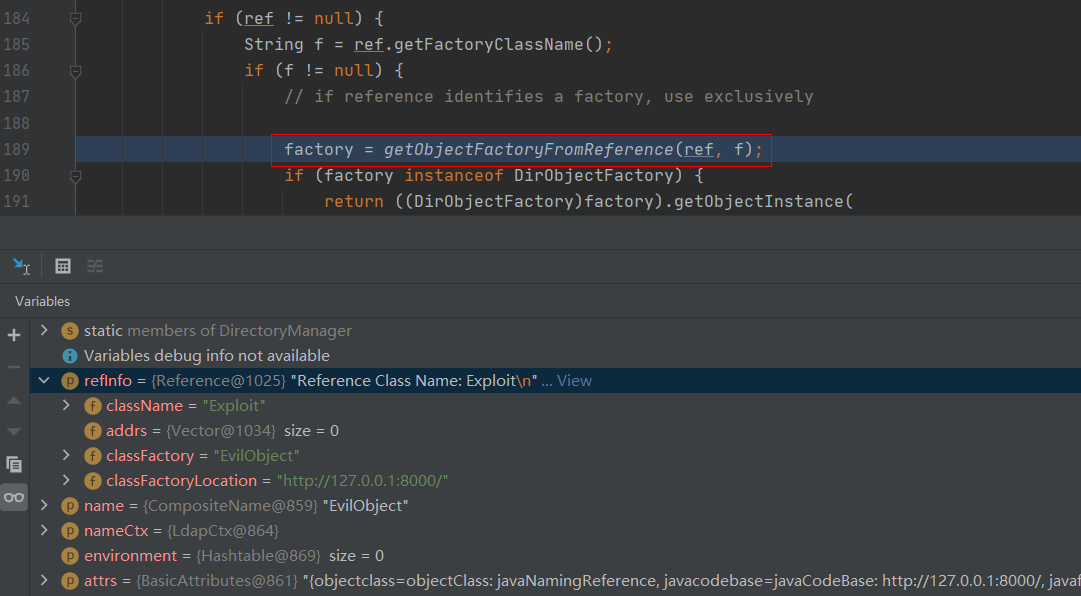 184 if (ref != null) {
185 String f = ref.getFactoryClassName();
186 if (f != null) {
187 // if reference identifies a factory, use exclusively
188
189 factory = getObjectFactoryFromReference(ref, f);
190 if (factory instanceof DirObjectFactory) {
191 return ((DirObjectFactory)factory).getObjectInstance(
Variables
s static members of DirectoryManager
i Variables debug info not available
p refInfo = {Reference@1025} "Reference Class Name: Exploit\n" ... View
f className = "Exploit"
f addrs = {Vector@1034} size = 0
f classFactory = "EvilObject"
f classFactoryLocation = "http://127.0.0.1:8000/"
p name = {CompositeName@859} "EvilObject"
p nameCtx = {LdapCtx@864}
p environment = {Hashtable@869} size = 0
p attrs = {BasicAttributes@861} "{objectclass=objectClass: javaNamingReference, javacodebase=javaCodeBase: http://127.0.0.1:8000/, javaf